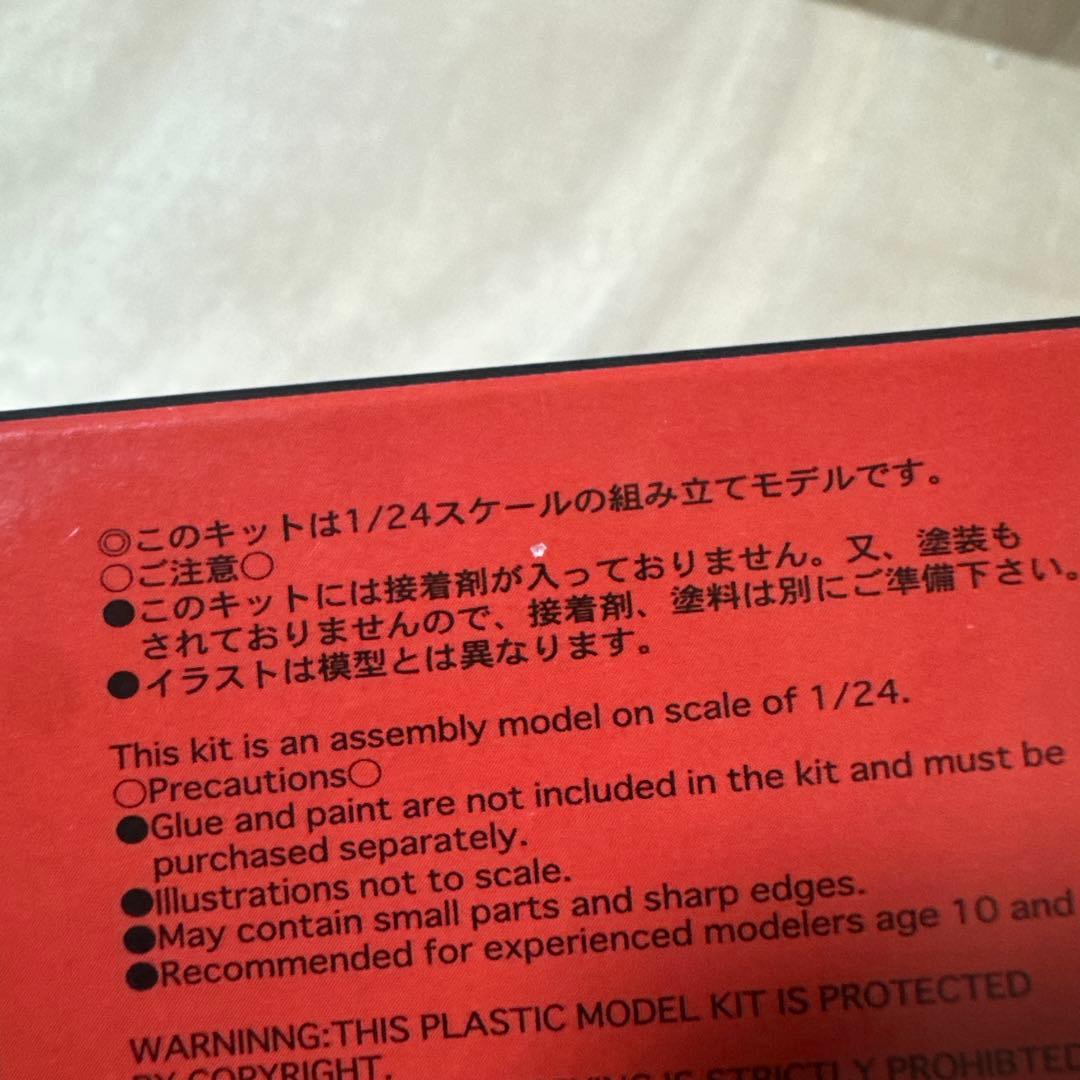 ◎このキットは1/24スケールの組み立てモデルです。
○ご注意○
●このキットには接着剤が入っておりません。又、塗装も
されておりませんので、接着剤、塗料は別にご準備下さい。
●イラストは模型とは異なります。
This kit is an assembly model on scale of 1/24.
○Precautions○
●Glue and paint are not included in the kit and must be
purchased separately.
●Illustrations not to scale.
●May contain small parts and sharp edges.
●Recommended for experienced modelers age 10 and
WARNINNG:THIS PLASTIC MODEL KIT IS PROTECTED
BY COPYRIGHT.
IS STRICTLY PROHIBTED